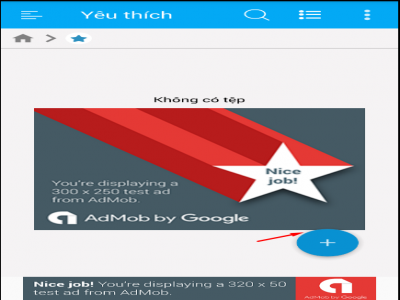 Yêu thích
Không có tệp
Nice
job!
You're displaying a
300 x 250 test ad
from AdMob.
AdMob by Google
Nice job! You're displaying a 320 x 50
test ad from AdMob.
AdMob by Google